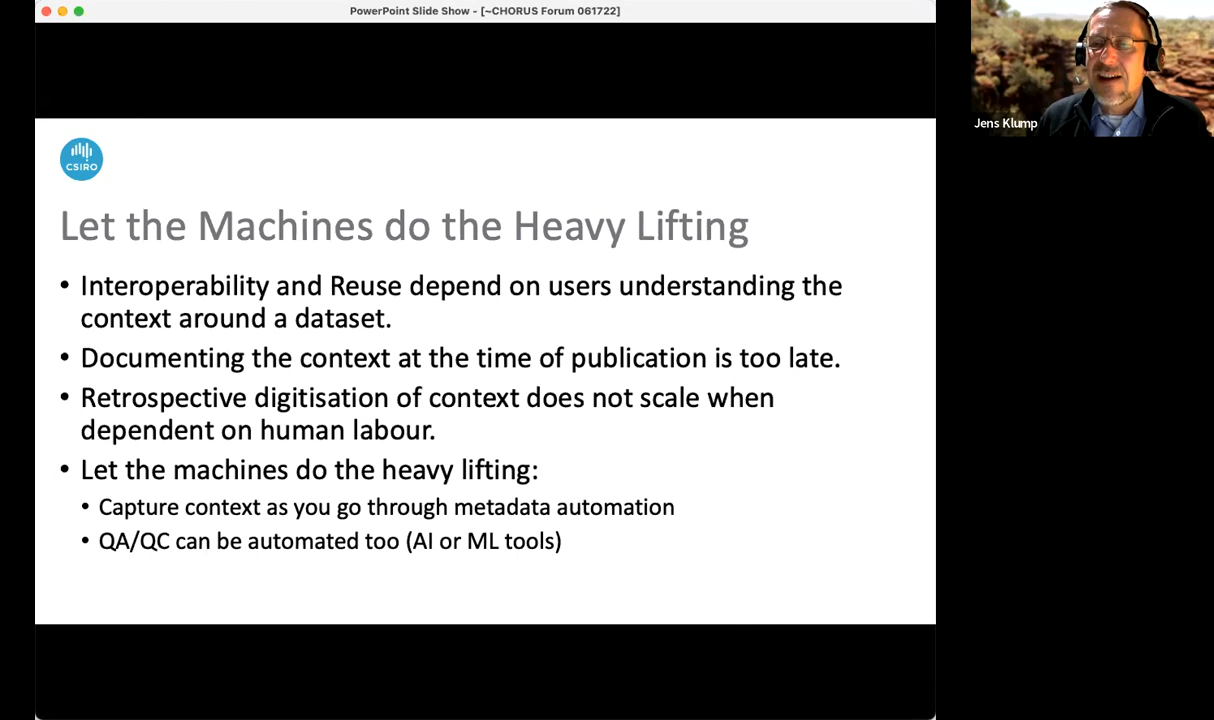 PowerPoint Slide Show - [~CHORUS Forum 061722]
Jens Klump
CSIRO
Let the Machines do the Heavy Lifting
• Interoperability and Reuse depend on users understanding the
context around a dataset.
• Documenting the context at the time of publication is too late.
• Retrospective digitisation of context does not scale when
dependent on human labour.
• Let the machines do the heavy lifting:
• Capture context as you go through metadata automation
• QA/QC can be automated too (AI or ML tools)